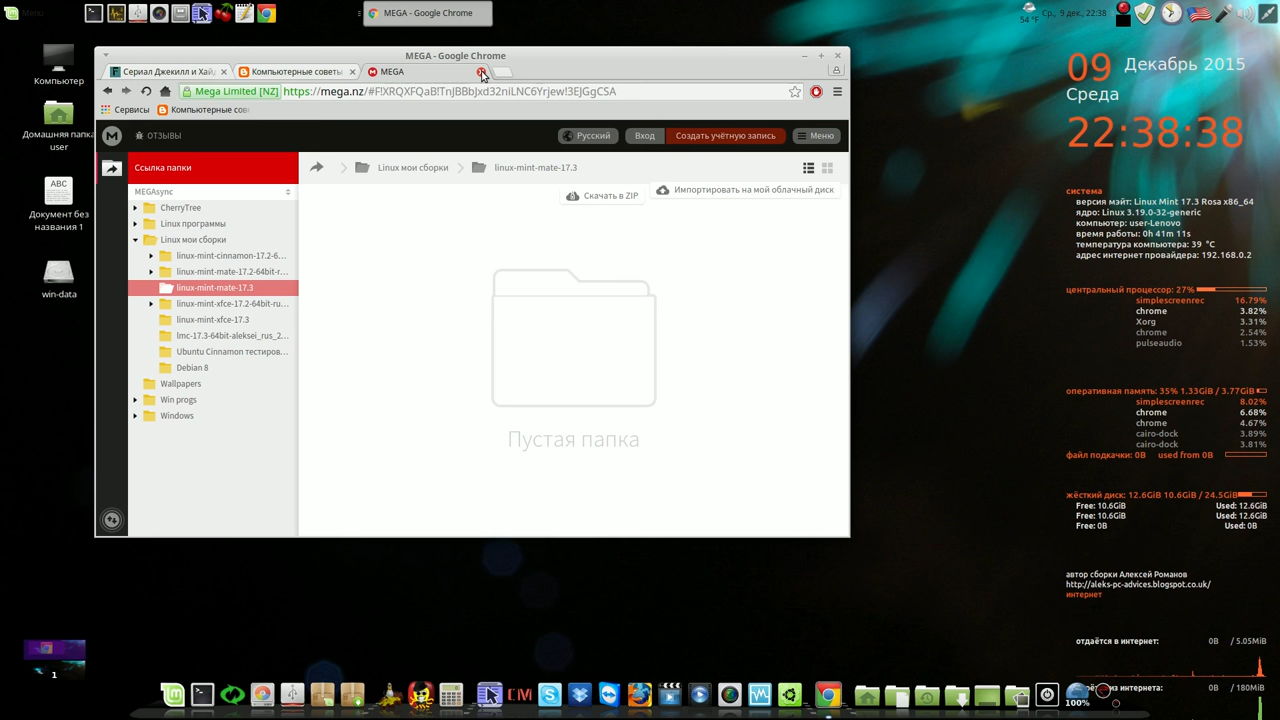 Menu
MEGA - Google Chrome
54 °F
Ср., 9 дек., 22:38
Компьютер
Домашняя папка
user
ABC
Документ без
названия 1
win-data
1
MEGA - Google Chrome
Сериал Джекилл и Хайд
Компьютерные советы
MEGA
Mega Limited [NZ]
https://mega.nz/#F!XRQXFQaB!TnJBBbJxd32niLNC6Yrjew!3EJGgCSA
Сервисы
Компьютерные сов
M
ОТЗЫВЫ
Русский
Вход
Создать учётную запись
Меню
Ссылка папки
Linux мои сборки
linux-mint-mate-17.3
MEGAsync
Скачать в ZIP
Импортировать на мой облачный диск
CherryTree
Linux программы
Linux мои сборки
linux-mint-cinnamon-17.2-6...
linux-mint-mate-17.2-64bit-r...
linux-mint-mate-17.3
linux-mint-xfce-17.2-64bit-ru...
linux-mint-xfce-17.3
lmc-17.3-64bit-aleksei_rus_2...
Ubuntu Cinnamon тестиров...
Debian 8
Wallpapers
Win progs
Windows
Пустая папка
09 Декабрь 2015
Среда
22:38:38
система
версия мэйт: Linux Mint 17.3 Rosa x86_64
ядро: Linux 3.19.0-32-generic
компьютер: user-Lenovo
время работы: 0h 41m 11s
температура компьютера: 39 °C
адрес интернет провайдера: 192.168.0.2
центральный процессор: 27%
simplescreenrec 16.79%
chrome 3.82%
Xorg 3.31%
chrome 2.54%
pulseaudio 1.53%
оперативная память: 35% 1.33GiB / 3.77GiB
simplescreenrec 8.02%
chrome 6.68%
chrome 4.67%
cairo-dock 3.89%
cairo-dock 3.81%
файл подкачки: 0B used from 0B
жёсткий диск: 12.6GiB 10.6GiB / 24.5GiB
Free: 10.6GiB Used: 12.6GiB
Free: 10.6GiB Used: 12.6GiB
Free: 0B Used: 0B
автор сборки Алексей Романов
http://aleks-pc-advices.blogspot.co.uk/
интернет
отдаётся в интернет: 0B / 5.05MiB
интернета: 0B / 180MiB
CM
100%